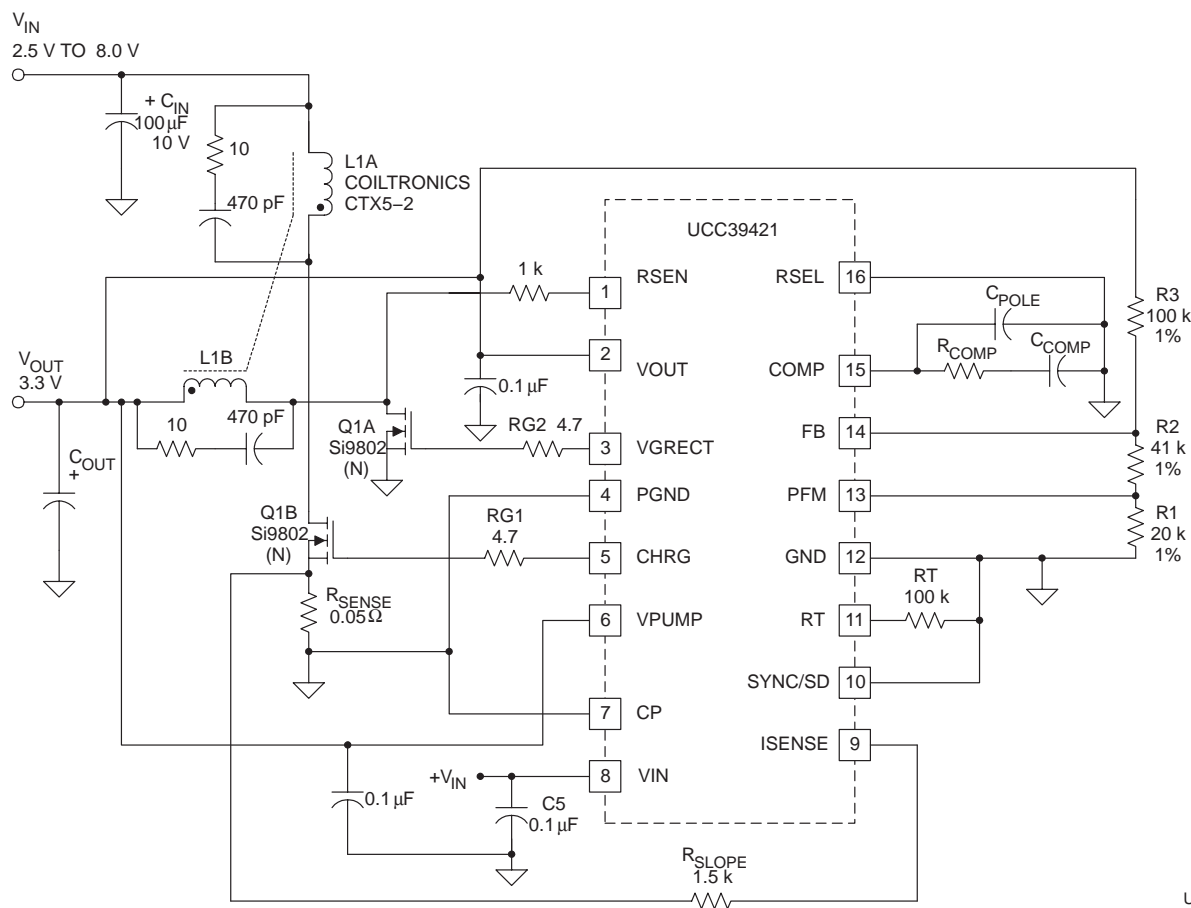 V_IN
2.5 V TO 8.0 V
+ C_IN
100 μF
10 V
10
470 pF
L1A
COILTRONICS
CTX5−2
UCC39421
1 k
1
RSEN
RSEL
16
C_POLE
R3
100 k
1%
2
VOUT
COMP
15
R_COMP
C_COMP
0.1 μF
V_OUT
3.3 V
L1B
10
470 pF
Q1A
Si9802
(N)
RG2 4.7
3
VGRECT
FB
14
R2
41 k
1%
C_OUT
+
4
PGND
PFM
13
Q1B
Si9802
(N)
RG1
4.7
5
CHRG
GND
12
R1
20 k
1%
R_SENSE
0.05 Ω
6
VPUMP
RT
11
RT
100 k
SYNC/SD
10
7
CP
ISENSE
9
+V_IN
8
VIN
0.1 μF
C5
0.1 μF
R_SLOPE
1.5 k
U